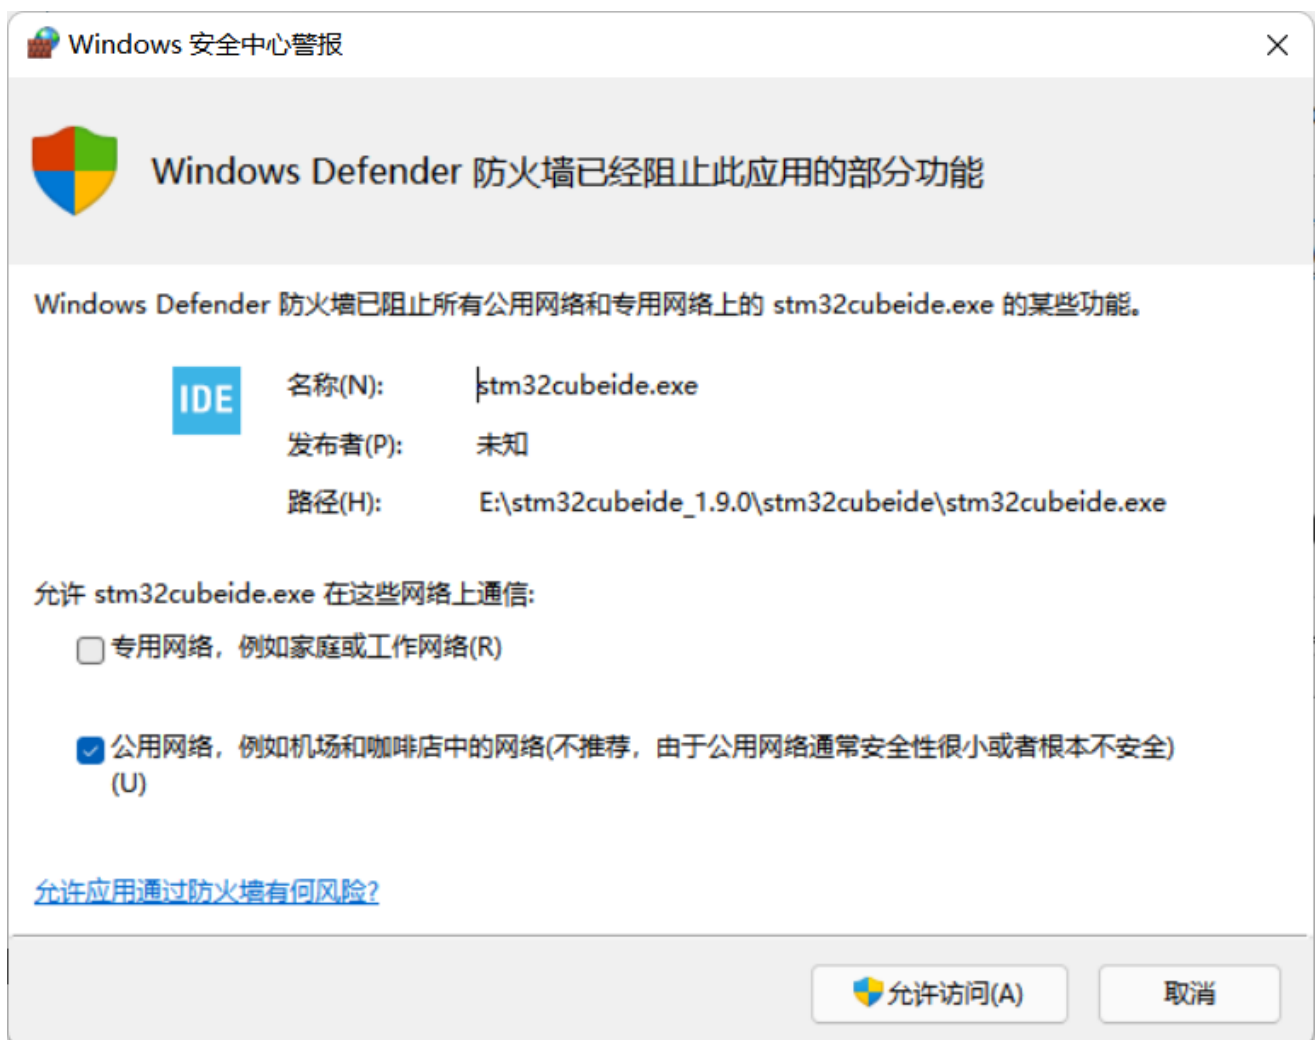 Windows 安全中心警报
Windows Defender 防火墙已经阻止此应用的部分功能
Windows Defender 防火墙已阻止所有公用网络和专用网络上的 stm32cubeide.exe 的某些功能。
IDE
名称(N): stm32cubeide.exe
发布者(P): 未知
路径(H): E:\stm32cubeide_1.9.0\stm32cubeide\stm32cubeide.exe
允许 stm32cubeide.exe 在这些网络上通信:
专用网络，例如家庭或工作网络(R)
公用网络，例如机场和咖啡店中的网络(不推荐，由于公用网络通常安全性很小或者根本不安全)
(U)
允许应用通过防火墙有何风险?
允许访问(A) 取消